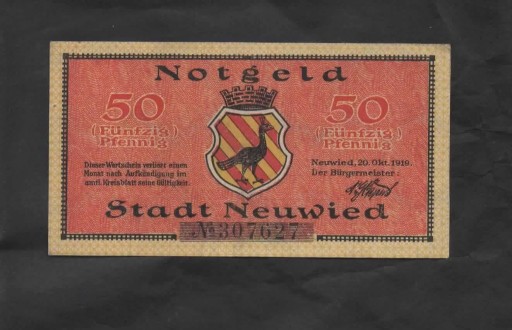 Notgeld
50
(Fünfzig)
Pfennig
50
(Fünfzig)
Pfennig
Dieser Wertschein verliert einen
Monat nach Aufkündigung im
amtl. Kreisblatt seine Gültigkeit.
Neuwied, 20. Okt. 1919.
Der Bürgermeister:
Stadt Neuwied
№ 307627